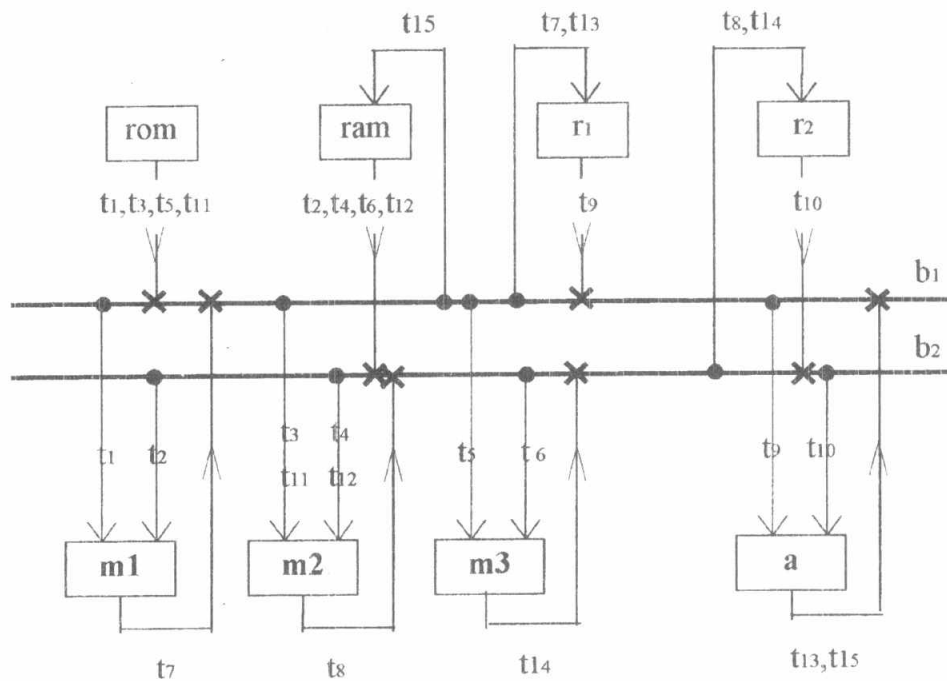 t15 t7,t13 t8,t14
rom ram r1 r2
t1,t3,t5,t11 t2,t4,t6,t12 t9 t10
b1
b2
t1 t2 t3 t4 t5 t6 t9 t10
t11 t12
m1 m2 m3 a
t7 t8 t14 t13,t15